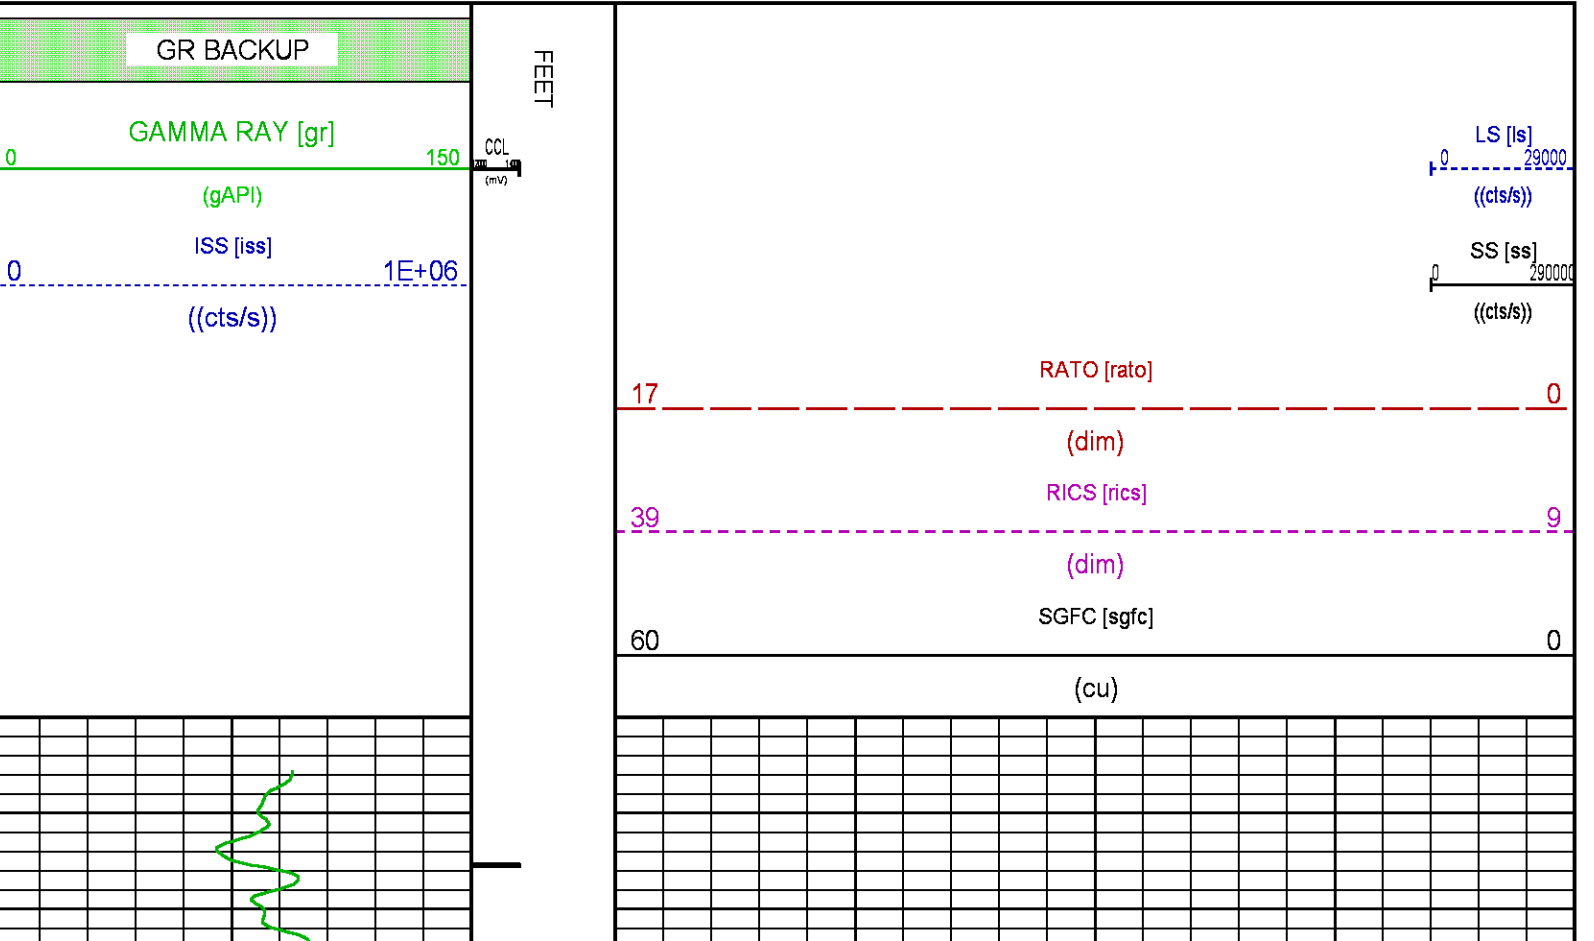 GR BACKUP
GAMMA RAY [gr]
0 150
(gAPI)
ISS [iss]
0 1E+06
((cts/s))
FEET
CCL
(mV)
LS [ls]
0 29000
((cts/s))
SS [ss]
0 290000
((cts/s))
RATO [rato]
17 0
(dim)
RICS [rics]
39 9
(dim)
SGFC [sgfc]
60 0
(cu)